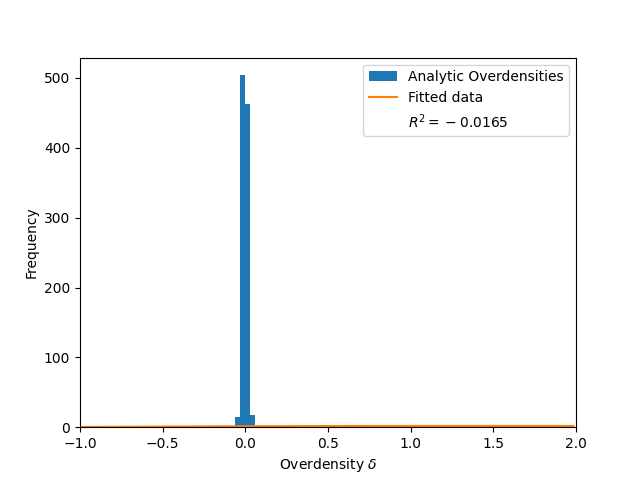 Analytic Overdensities
Fitted data
R² = − 0.0165
500
400
300
200
100
0
Frequency
−1.0 −0.5 0.0 0.5 1.0 1.5 2.0
Overdensity δ